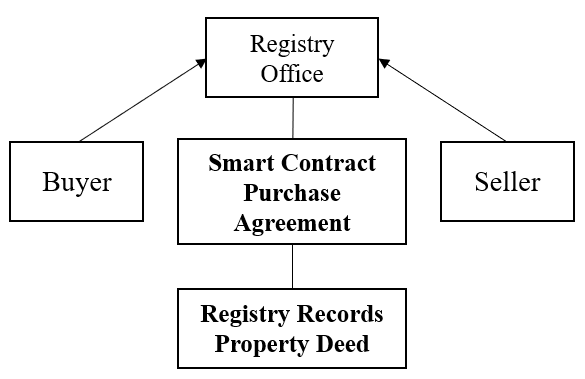 Registry
Office
Buyer
Smart Contract
Purchase
Agreement
Seller
Registry Records
Property Deed